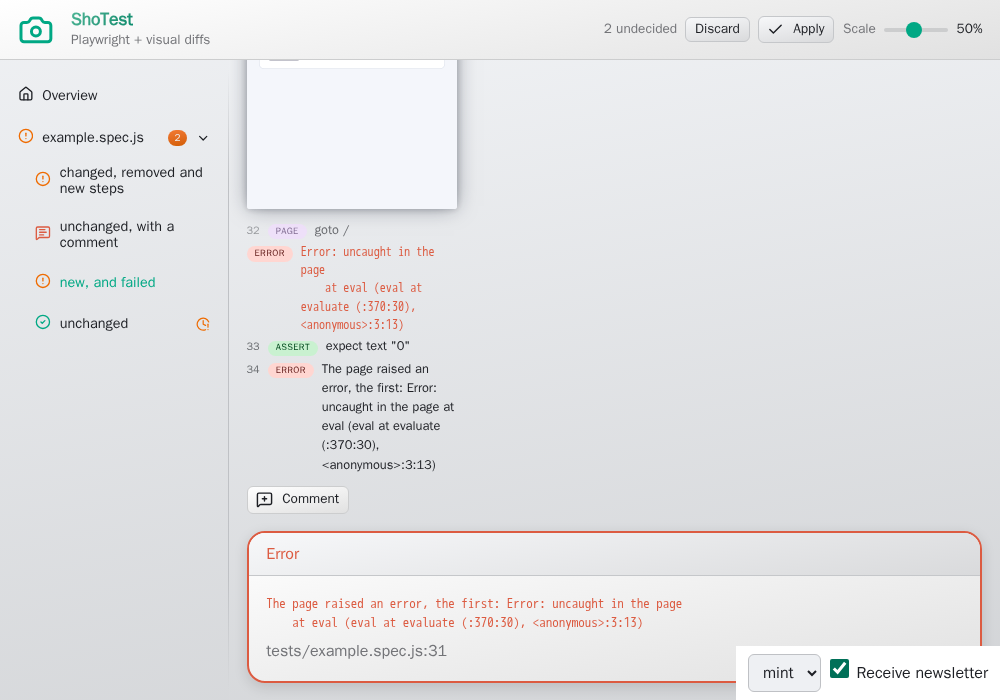 ShoTest
Playwright + visual diffs
2 undecided
Discard
Apply
Scale
50%
Overview
example.spec.js
2
changed, removed and
new steps
unchanged, with a
comment
new, and failed
unchanged
32 PAGE goto /
ERROR Error: uncaught in the
page
at eval (eval at
evaluate (:370:30),
<anonymous>:3:13)
33 ASSERT expect text "0"
34 ERROR The page raised an
error, the first: Error:
uncaught in the page at
eval (eval at evaluate
(:370:30),
<anonymous>:3:13)
Comment
Error
The page raised an error, the first: Error: uncaught in the page
at eval (eval at evaluate (:370:30), <anonymous>:3:13)
tests/example.spec.js:31
mint
Receive newsletter